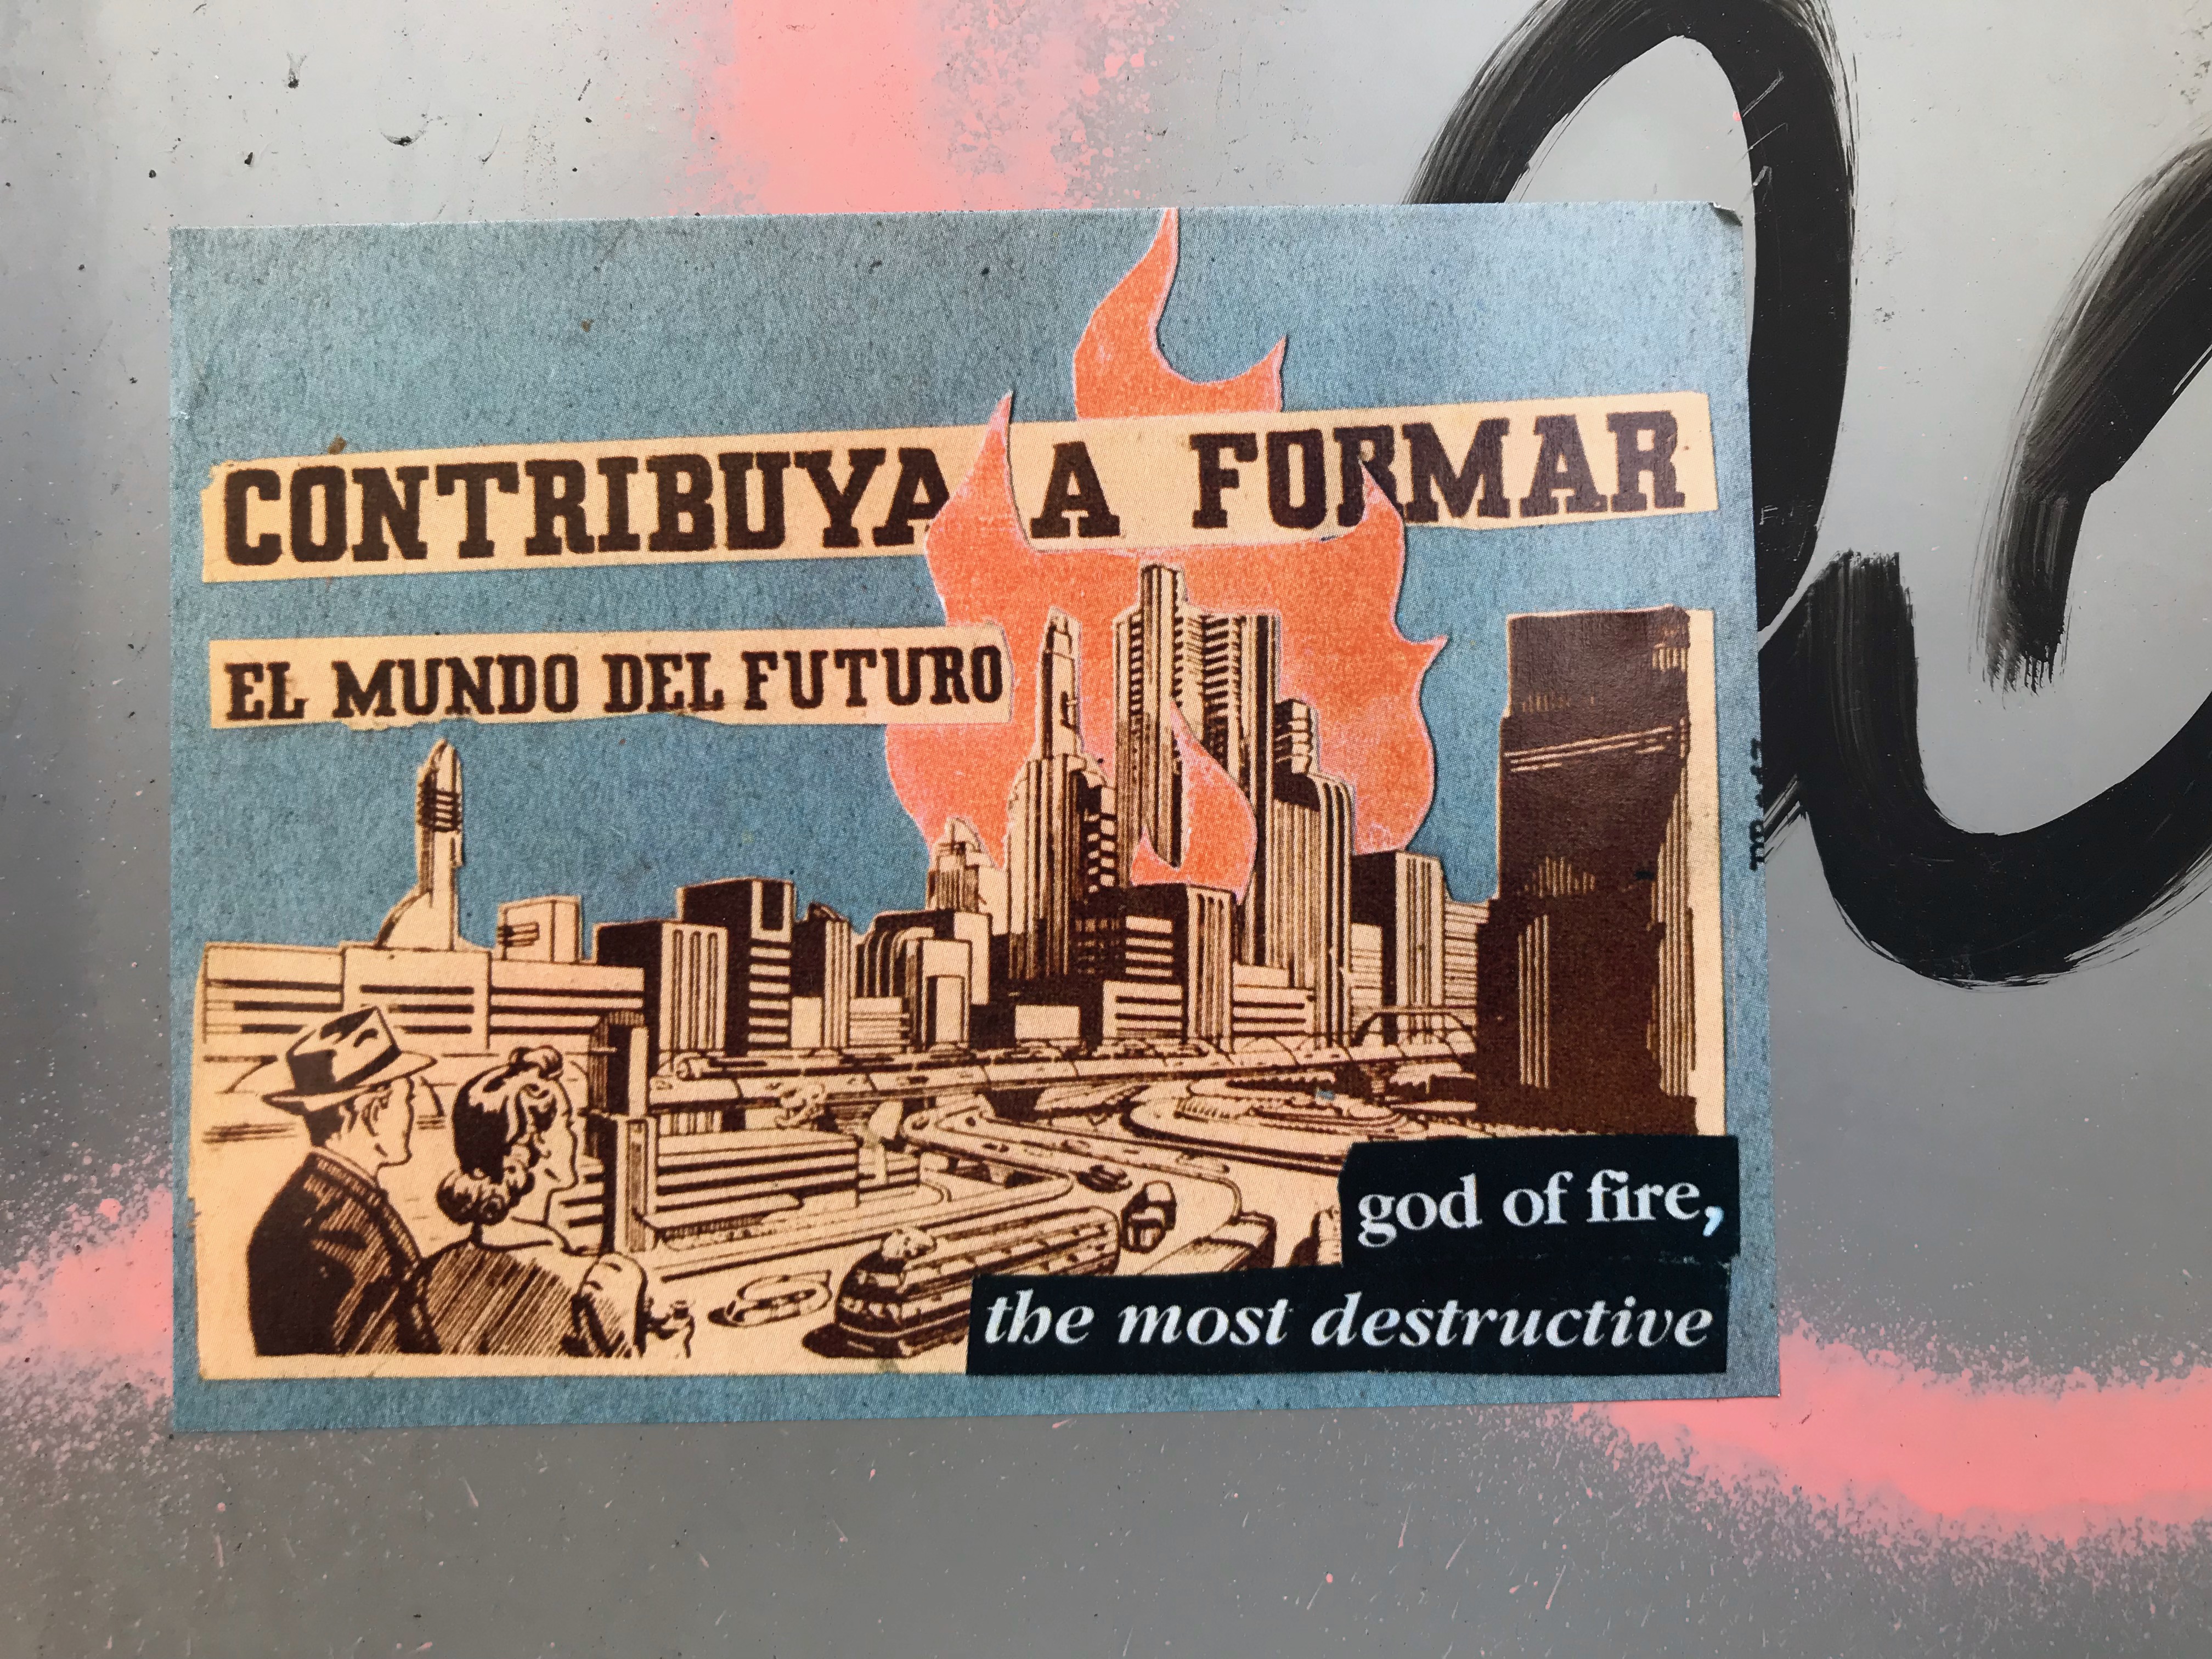 CONTRIBUYA A FORMAR
EL MUNDO DEL FUTURO
god of fire,
the most destructive